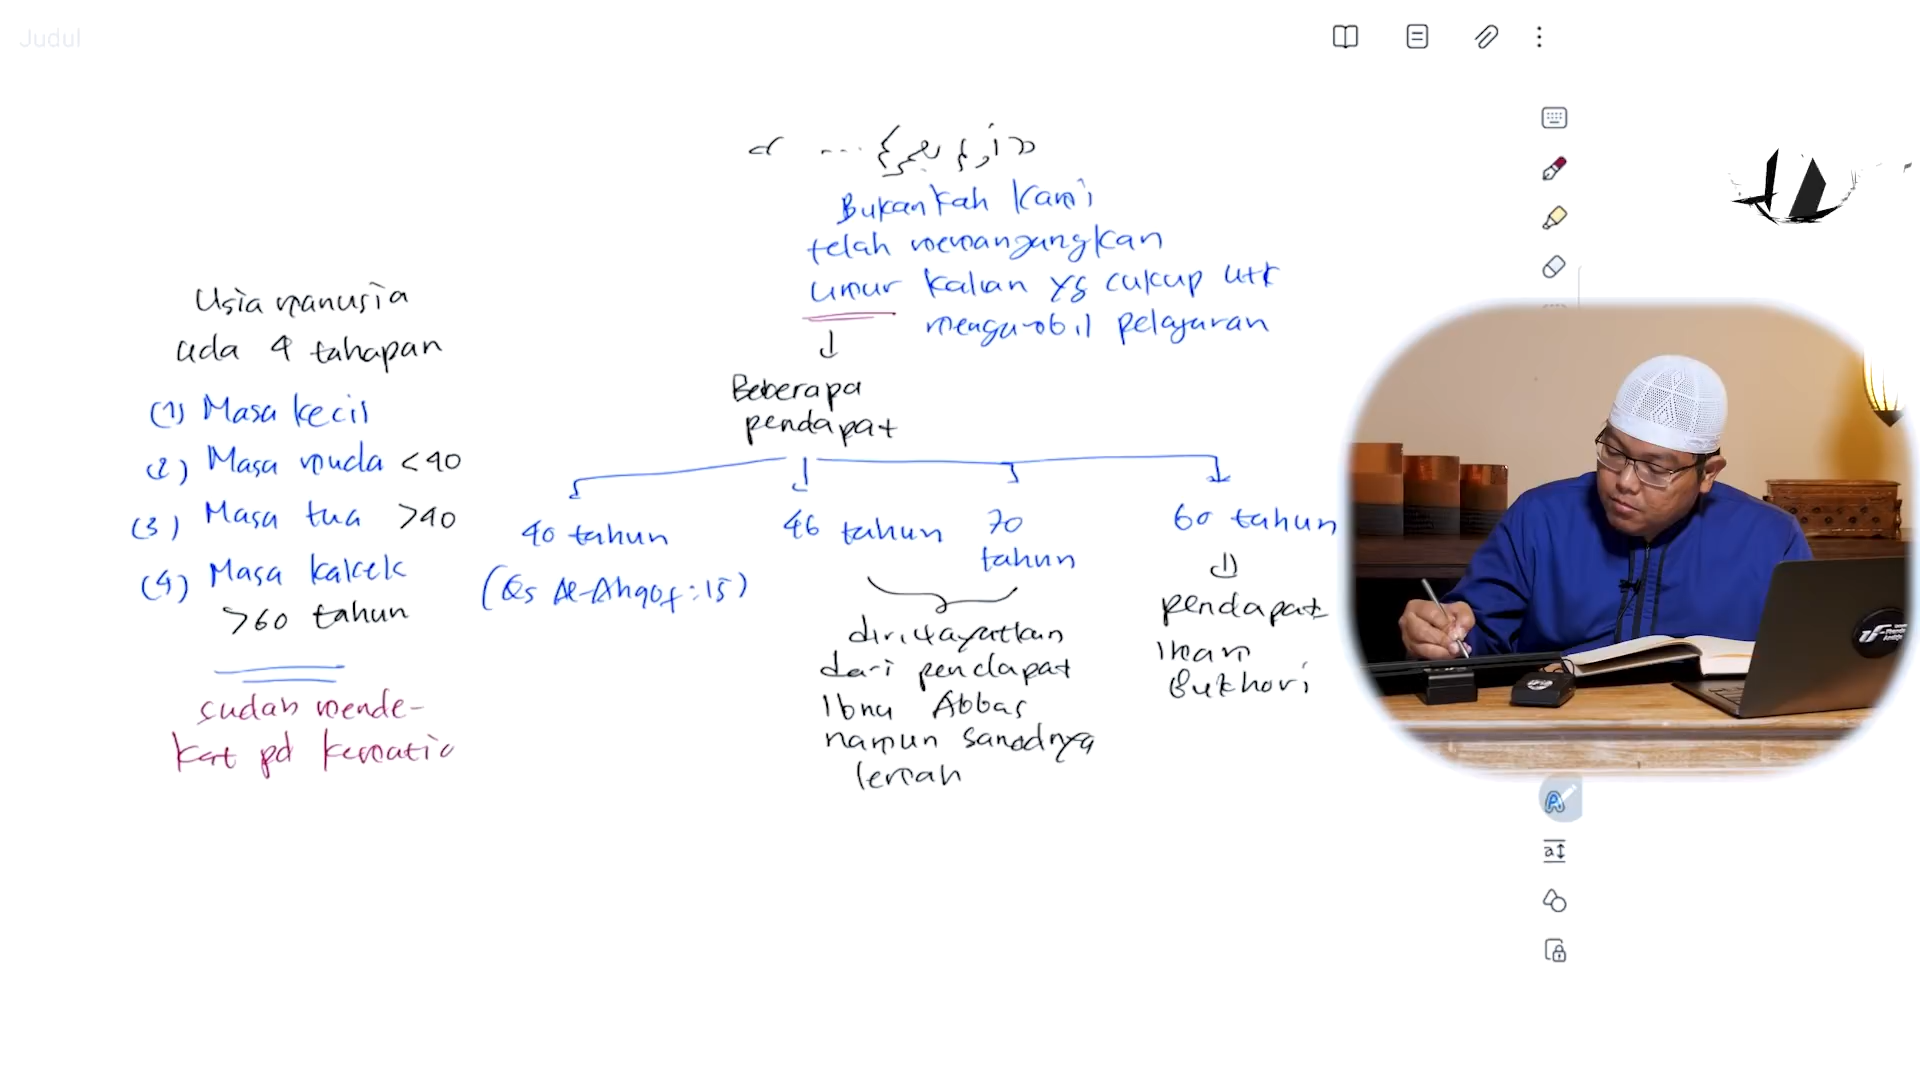 Judul
Bukankah Kami
telah memanjangkan
umur kalian yg cukup utk
mengambil pelajaran
Beberapa
pendapat
40 tahun
(Qs Al-Ahqof: 15)
46 tahun
70
tahun
diriwayatkan
dari pendapat
Ibnu Abbas
namun sanadnya
lemah
60 tahun
pendapat
Imam
Bukhori
Usia manusia
ada 4 tahapan
(1) Masa kecil
(2) Masa muda <40
(3) Masa tua >40
(4) Masa kakek
>60 tahun
sudah mende-
kat pd kematia